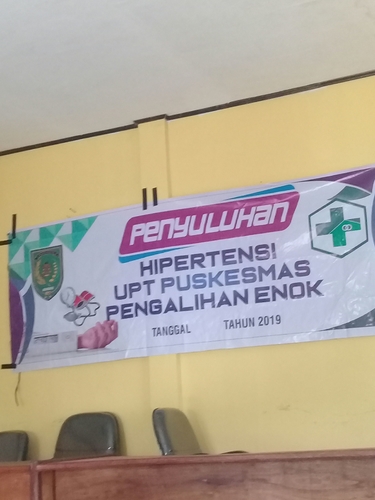 PENYULUHAN
HIPERTENSI
UPT PUSKESMAS
PENGALIHAN ENOK
TANGGAL TAHUN 2019